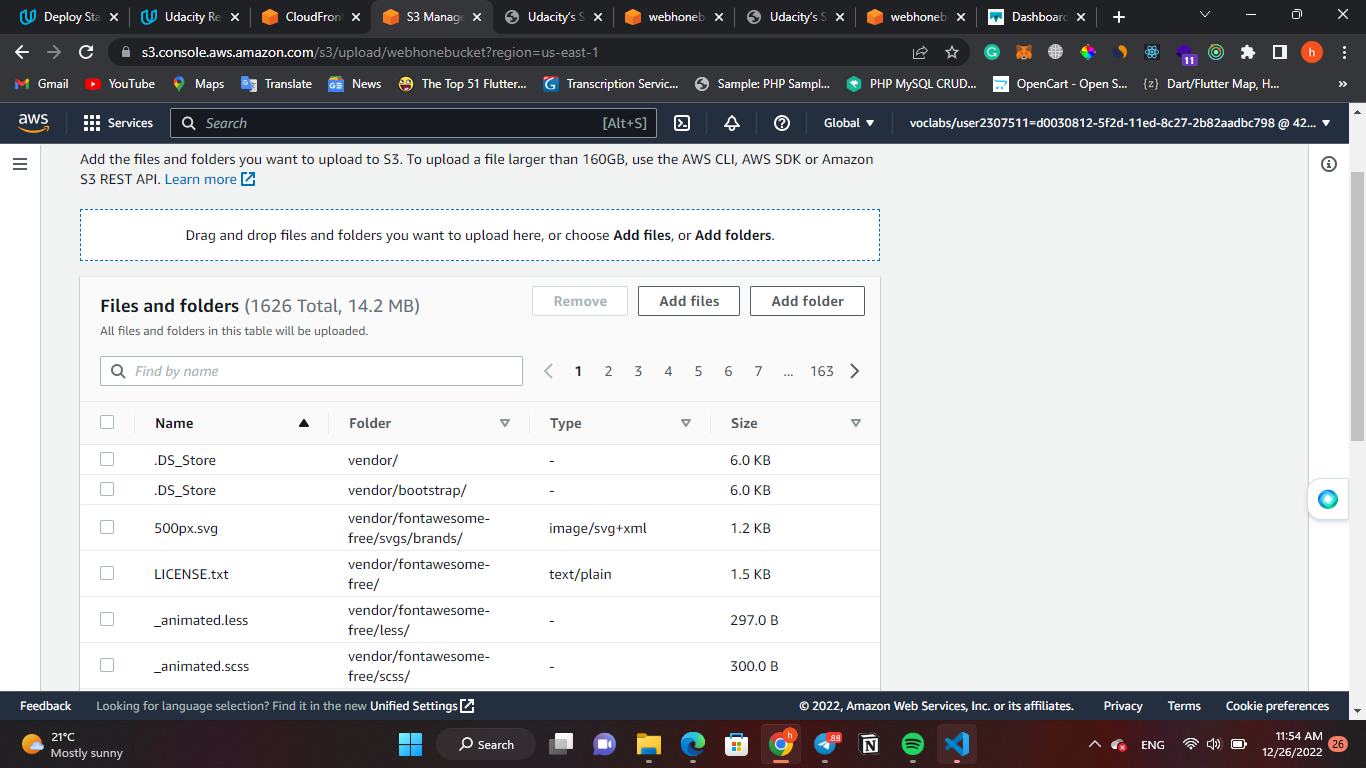 Deploy Sta
Udacity Re
CloudFron
S3 Manage
Udacity's S
webhoneb
Udacity's S
webhoneb
Dashboard
s3.console.aws.amazon.com/s3/upload/webhonebucket?region=us-east-1
11
h
Gmail
YouTube
Maps
Translate
News
The Top 51 Flutter...
Transcription Servic...
Sample: PHP Sampl...
PHP MySQL CRUD...
OpenCart - Open S...
{z} Dart/Flutter Map, H...
»
aws
Services
Search
[Alt+S]
Global
voclabs/user2307511=d0030812-5f2d-11ed-8c27-2b82aadbc798 @ 42...
Add the files and folders you want to upload to S3. To upload a file larger than 160GB, use the AWS CLI, AWS SDK or Amazon
S3 REST API. Learn more
Drag and drop files and folders you want to upload here, or choose Add files, or Add folders.
Files and folders (1626 Total, 14.2 MB)
Remove
Add files
Add folder
All files and folders in this table will be uploaded.
Find by name
1 2 3 4 5 6 7 ... 163
Name Folder Type Size
.DS_Store vendor/ - 6.0 KB
.DS_Store vendor/bootstrap/ - 6.0 KB
500px.svg vendor/fontawesome-
free/svgs/brands/ image/svg+xml 1.2 KB
LICENSE.txt vendor/fontawesome-
free/ text/plain 1.5 KB
_animated.less vendor/fontawesome-
free/less/ - 297.0 B
_animated.scss vendor/fontawesome-
free/scss/ - 300.0 B
Feedback
Looking for language selection? Find it in the new Unified Settings
© 2022, Amazon Web Services, Inc. or its affiliates.
Privacy
Terms
Cookie preferences
21°C
Mostly sunny
Search
h
88
ENG
11:54 AM
12/26/2022
26